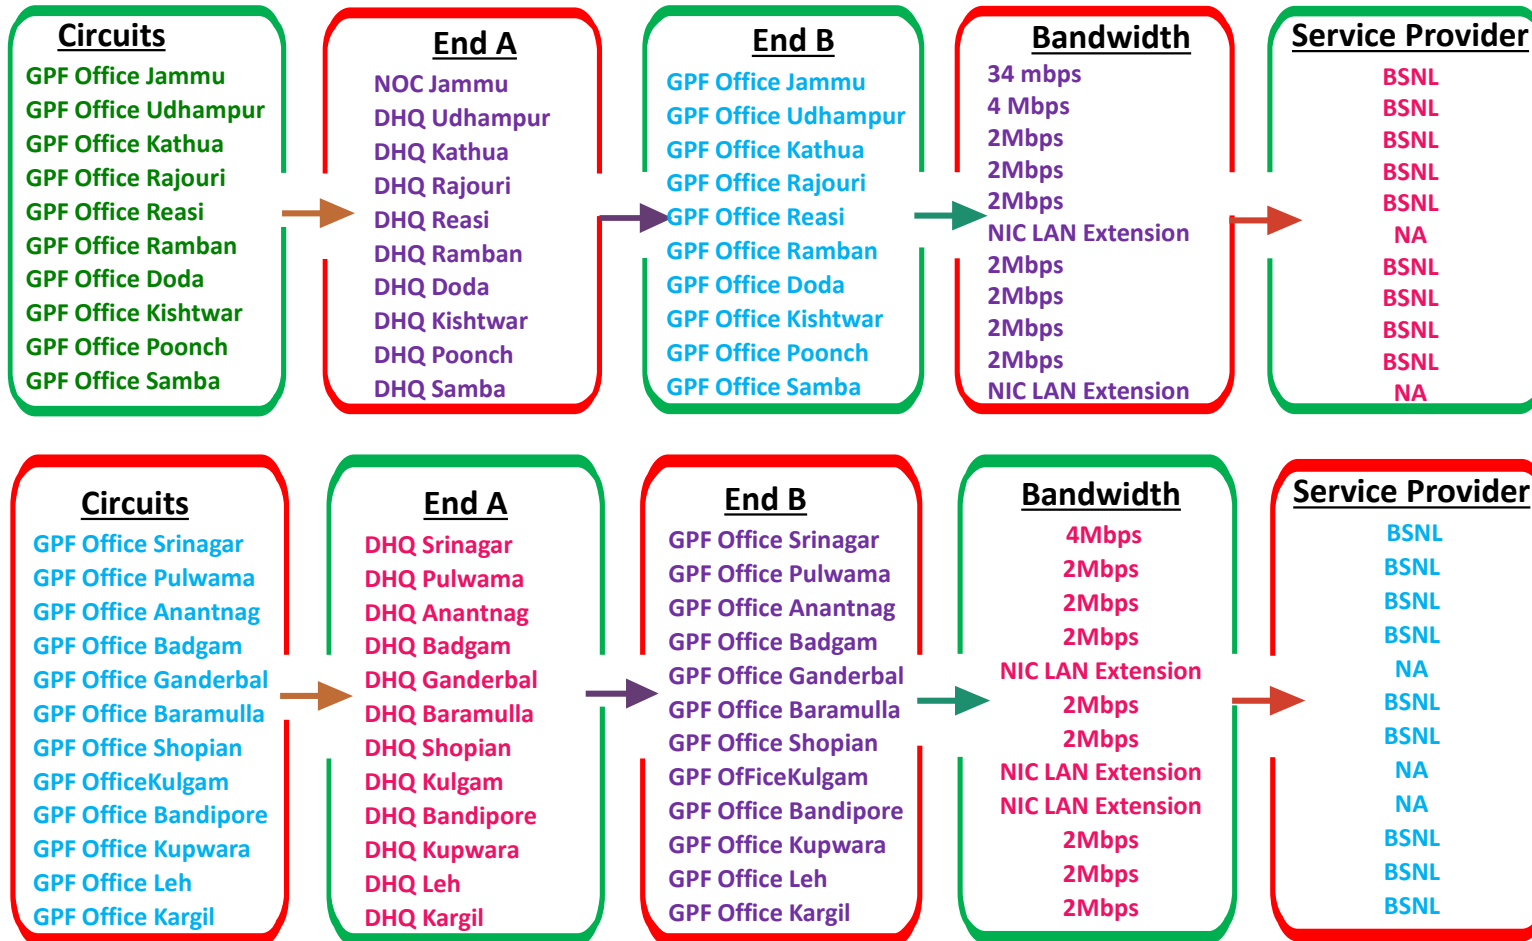 Circuits
GPF Office Jammu
GPF Office Udhampur
GPF Office Kathua
GPF Office Rajouri
GPF Office Reasi
GPF Office Ramban
GPF Office Doda
GPF Office Kishtwar
GPF Office Poonch
GPF Office Samba
End A
NOC Jammu
DHQ Udhampur
DHQ Kathua
DHQ Rajouri
DHQ Reasi
DHQ Ramban
DHQ Doda
DHQ Kishtwar
DHQ Poonch
DHQ Samba
End B
GPF Office Jammu
GPF Office Udhampur
GPF Office Kathua
GPF Office Rajouri
GPF Office Reasi
GPF Office Ramban
GPF Office Doda
GPF Office Kishtwar
GPF Office Poonch
GPF Office Samba
Bandwidth
34 mbps
4 Mbps
2Mbps
2Mbps
2Mbps
NIC LAN Extension
2Mbps
2Mbps
2Mbps
2Mbps
NIC LAN Extension
Service Provider
BSNL
BSNL
BSNL
BSNL
BSNL
NA
BSNL
BSNL
BSNL
BSNL
NA
Circuits
GPF Office Srinagar
GPF Office Pulwama
GPF Office Anantnag
GPF Office Badgam
GPF Office Ganderbal
GPF Office Baramulla
GPF Office Shopian
GPF OfficeKulgam
GPF Office Bandipore
GPF Office Kupwara
GPF Office Leh
GPF Office Kargil
End A
DHQ Srinagar
DHQ Pulwama
DHQ Anantnag
DHQ Badgam
DHQ Ganderbal
DHQ Baramulla
DHQ Shopian
DHQ Kulgam
DHQ Bandipore
DHQ Kupwara
DHQ Leh
DHQ Kargil
End B
GPF Office Srinagar
GPF Office Pulwama
GPF Office Anantnag
GPF Office Badgam
GPF Office Ganderbal
GPF Office Baramulla
GPF Office Shopian
GPF OfFiceKulgam
GPF Office Bandipore
GPF Office Kupwara
GPF Office Leh
GPF Office Kargil
Bandwidth
4Mbps
2Mbps
2Mbps
2Mbps
NIC LAN Extension
2Mbps
2Mbps
NIC LAN Extension
NIC LAN Extension
2Mbps
2Mbps
2Mbps
Service Provider
BSNL
BSNL
BSNL
BSNL
NA
BSNL
BSNL
NA
NA
BSNL
BSNL
BSNL